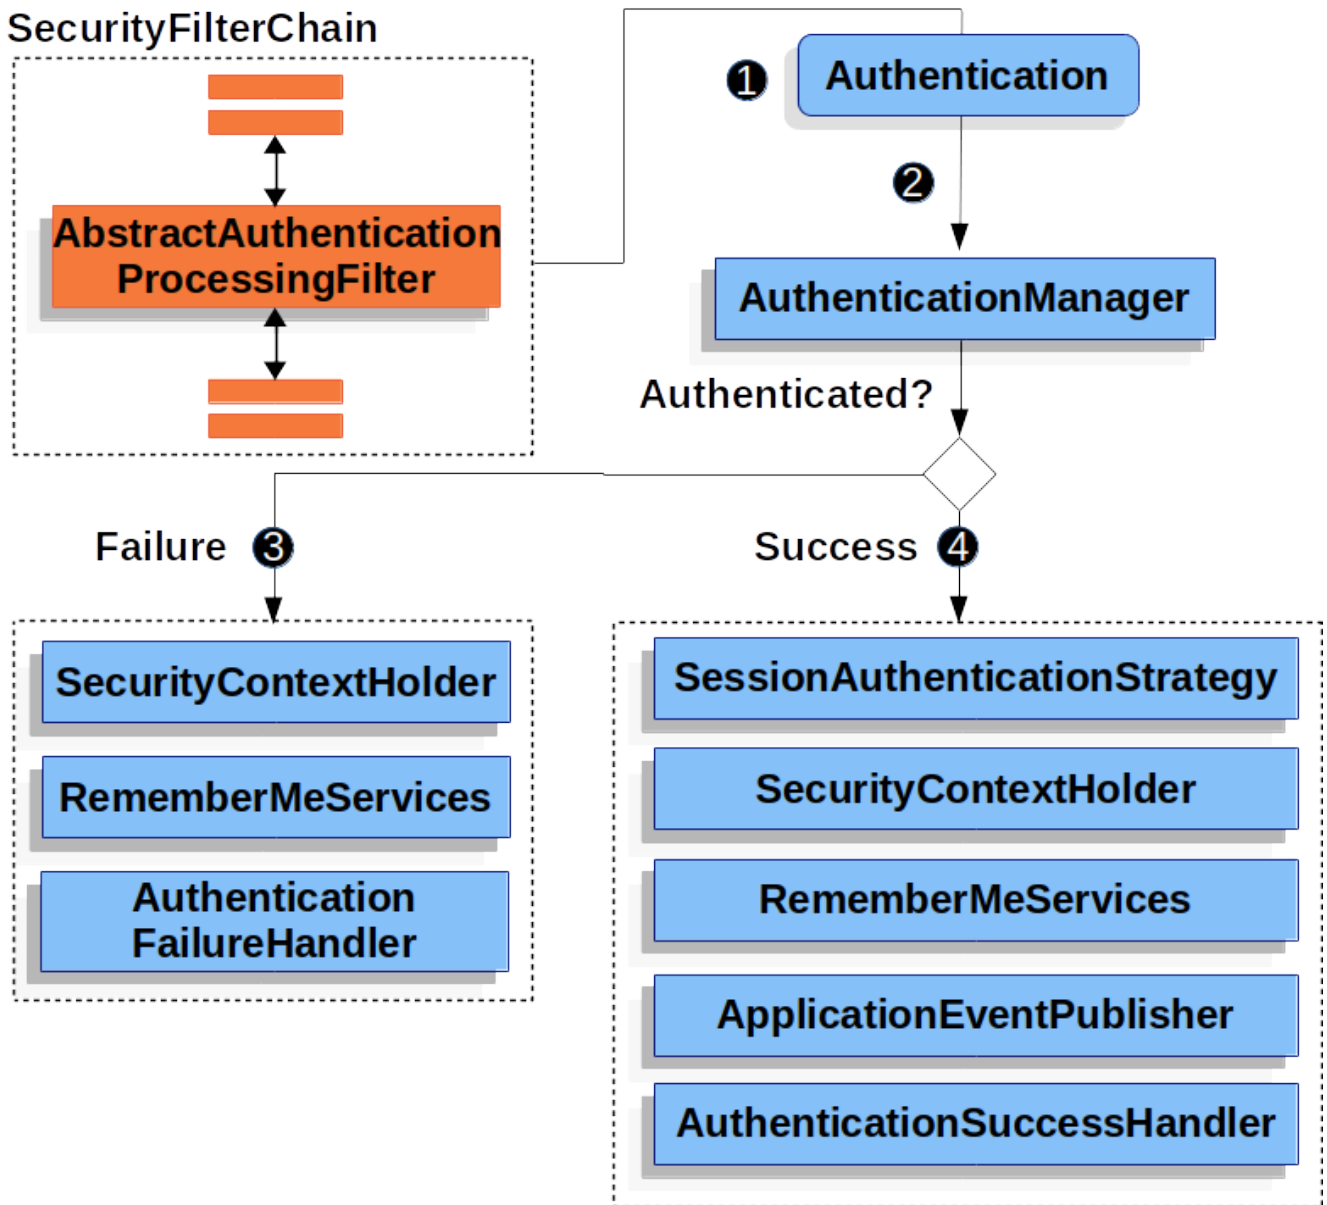 SecurityFilterChain
AbstractAuthentication
ProcessingFilter
1
Authentication
2
AuthenticationManager
Authenticated?
Failure 3
Success 4
SecurityContextHolder
RememberMeServices
Authentication
FailureHandler
SessionAuthenticationStrategy
SecurityContextHolder
RememberMeServices
ApplicationEventPublisher
AuthenticationSuccessHandler